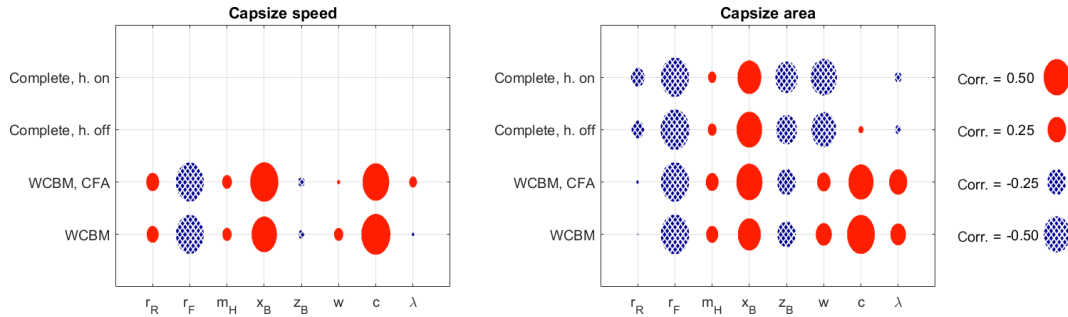 Capsize speed
Complete, h. on
Complete, h. off
WCBM, CFA
WCBM
r_R r_F m_H x_B z_B w c λ
Capsize area
Complete, h. on
Complete, h. off
WCBM, CFA
WCBM
r_R r_F m_H x_B z_B w c λ
Corr. = 0.50
Corr. = 0.25
Corr. = -0.25
Corr. = -0.50